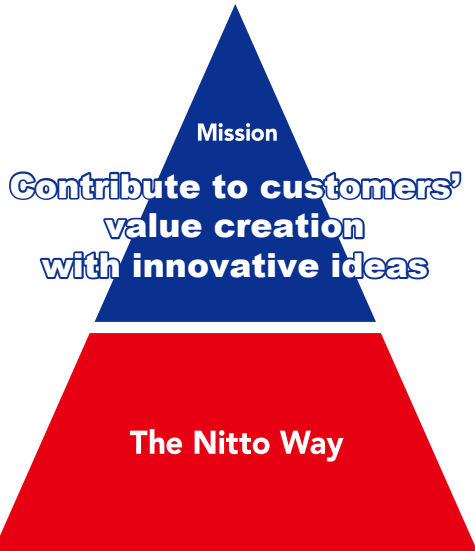 Mission
Contribute to customers’
value creation
with innovative ideas
The Nitto Way